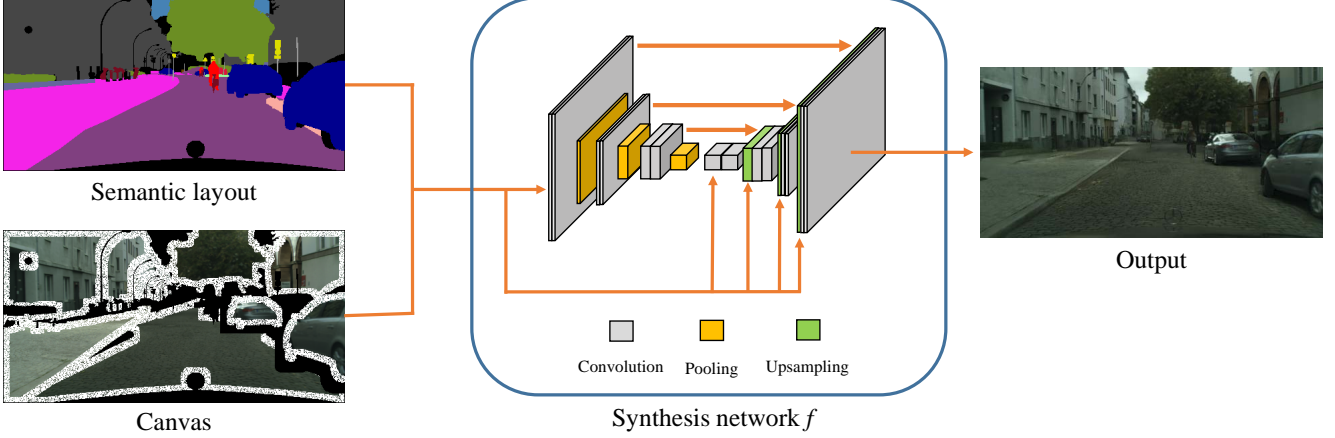 Semantic layout
Canvas
Convolution
Pooling
Upsampling
Synthesis network f
Output